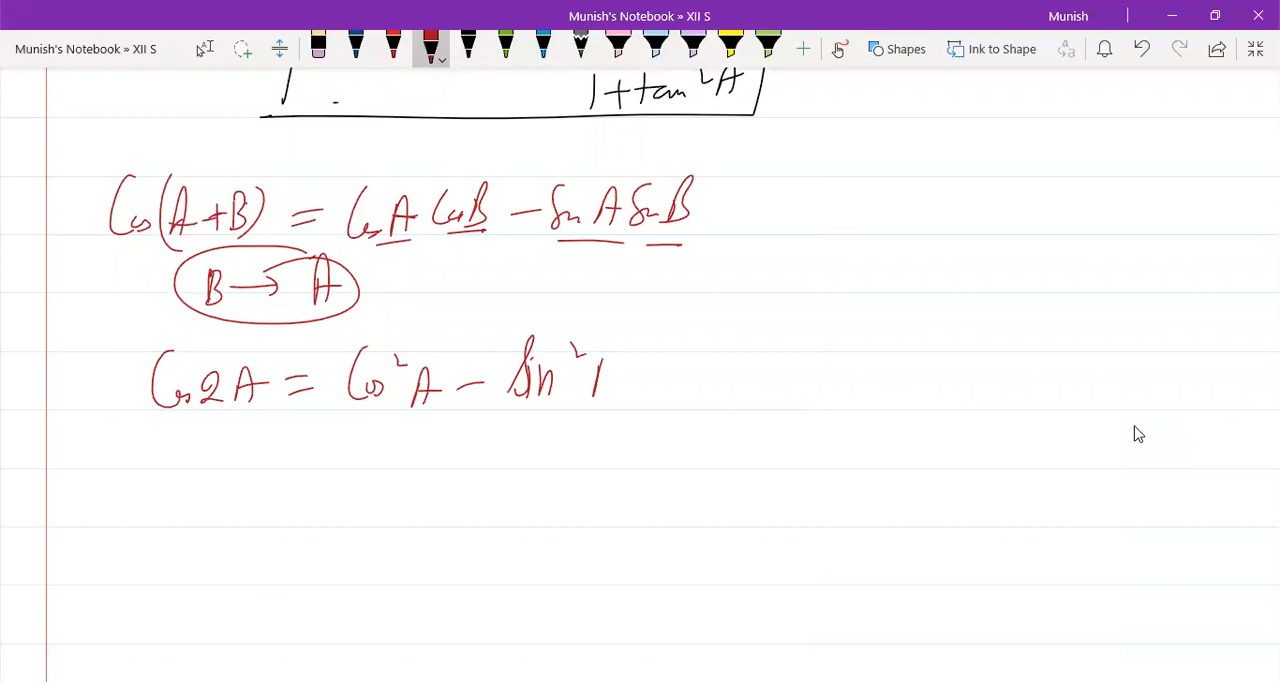 Munish's Notebook » XII S
Munish
Munish's Notebook » XII S
Shapes
Ink to Shape
1+tan²A
Cos(A+B) = CosA CosB − SinA SinB
B → A
Cos2A = Cos²A − Sin²